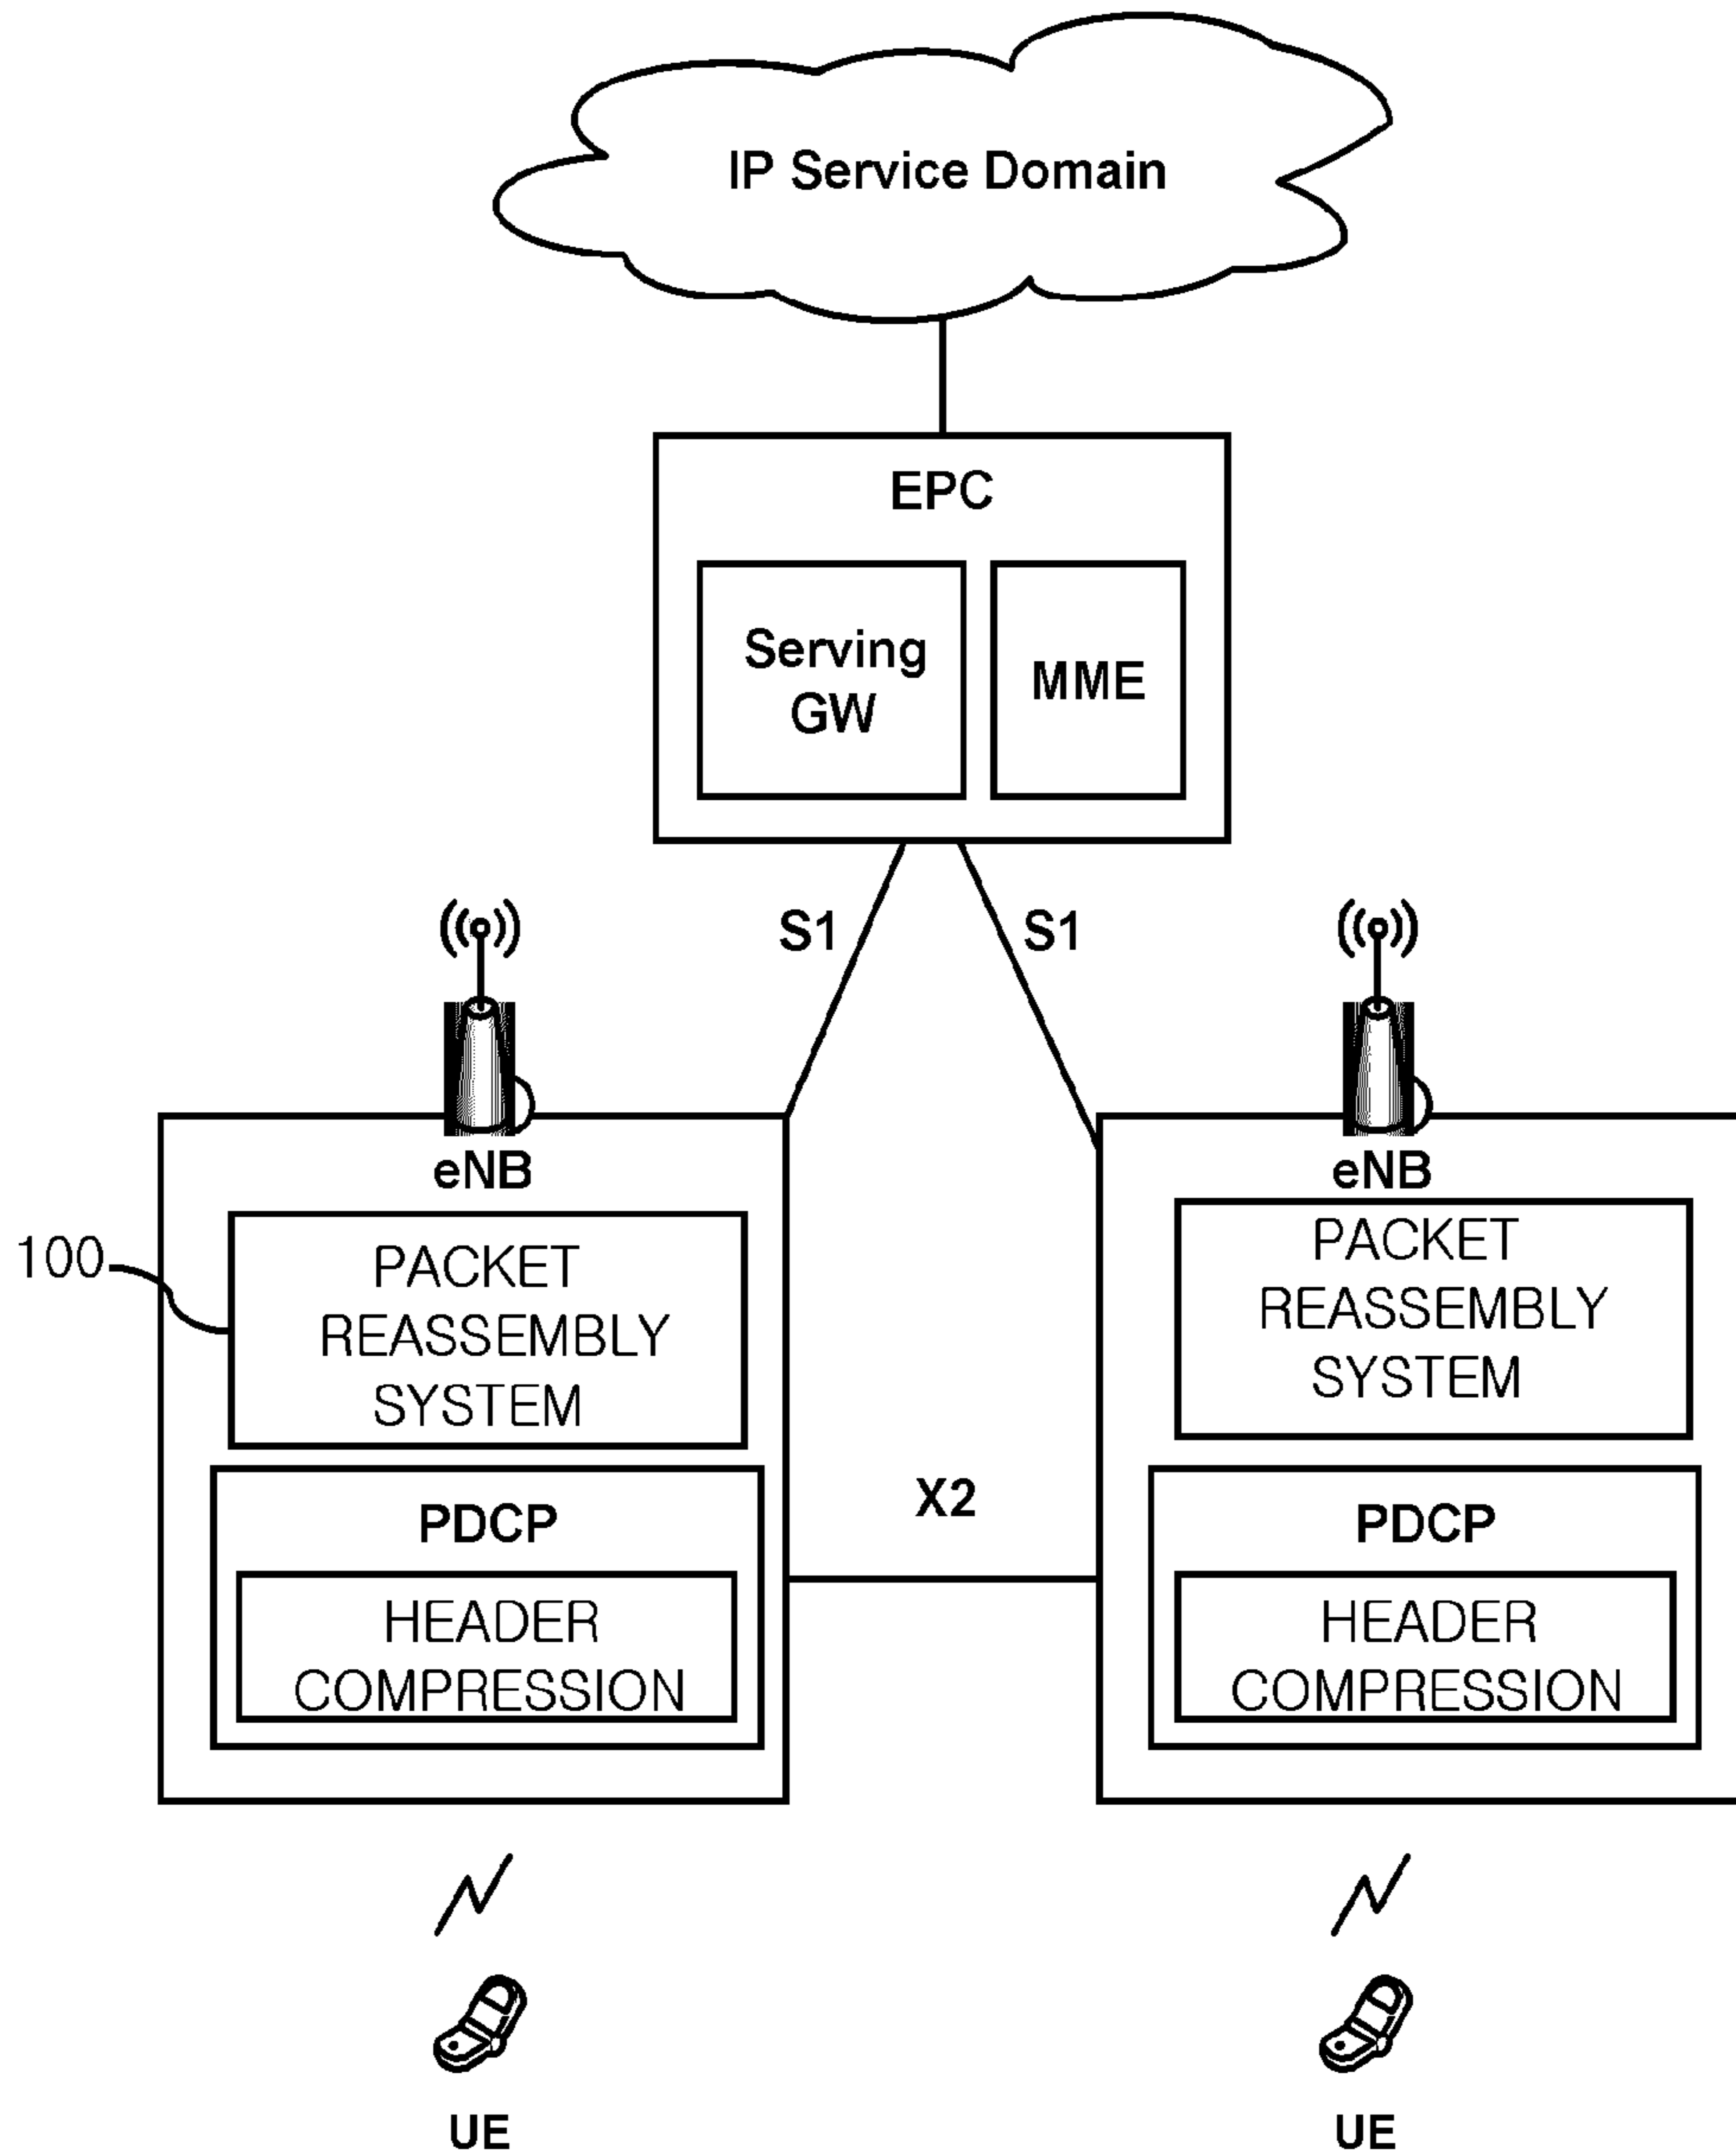 IP Service Domain
EPC
Serving
GW
MME
S1
S1
eNB
eNB
100
PACKET
REASSEMBLY
SYSTEM
PACKET
REASSEMBLY
SYSTEM
X2
PDCP
HEADER
COMPRESSION
PDCP
HEADER
COMPRESSION
UE
UE